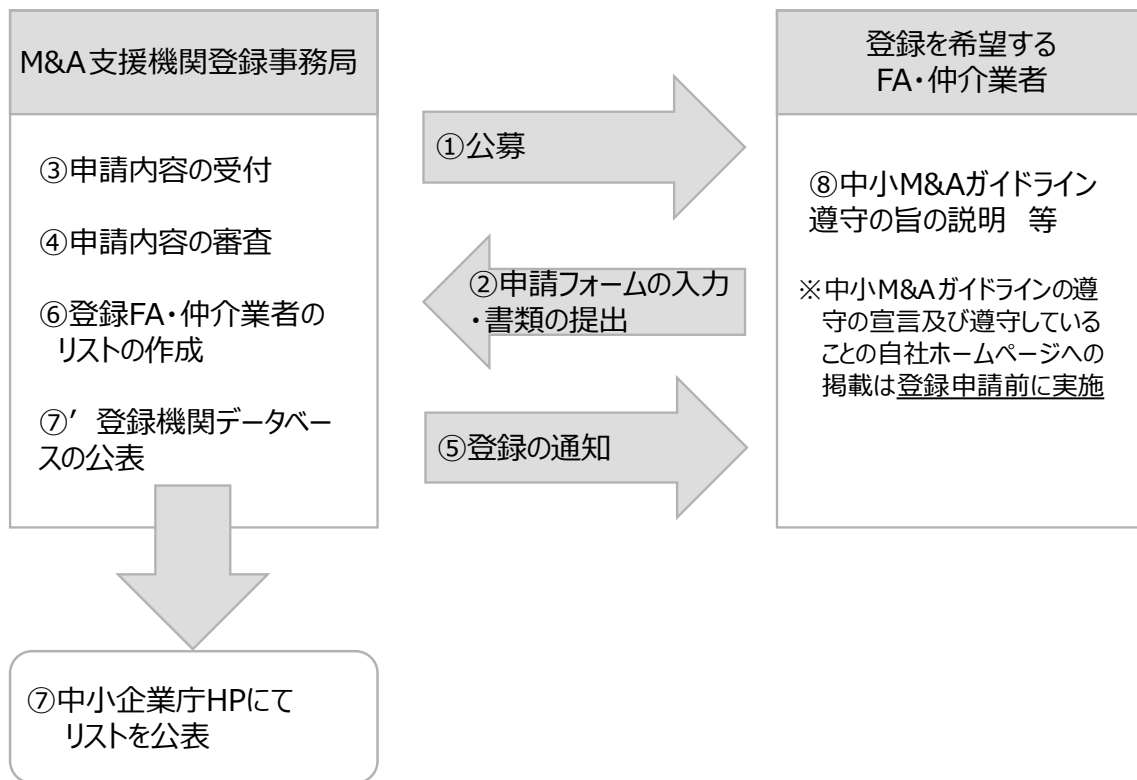 M&A支援機関登録事務局
③申請内容の受付
④申請内容の審査
⑥登録FA・仲介業者の
リストの作成
⑦’登録機関データベー
スの公表
①公募
②申請フォームの入力
・書類の提出
⑤登録の通知
登録を希望する
FA・仲介業者
⑧中小M&Aガイドライン
遵守の旨の説明　等
※中小M&Aガイドラインの遵
守の宣言及び遵守している
ことの自社ホームページへの
掲載は登録申請前に実施
⑦中小企業庁HPにて
リストを公表